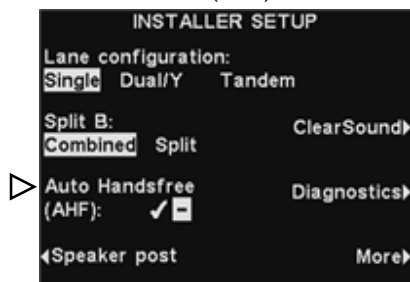 INSTALLER SETUP
Lane configuration:
Single Dual/Y Tandem
Split B:
ClearSound
Combined Split
Auto Handsfree
Diagnostics
(AHF): ✓ -
Speaker post More